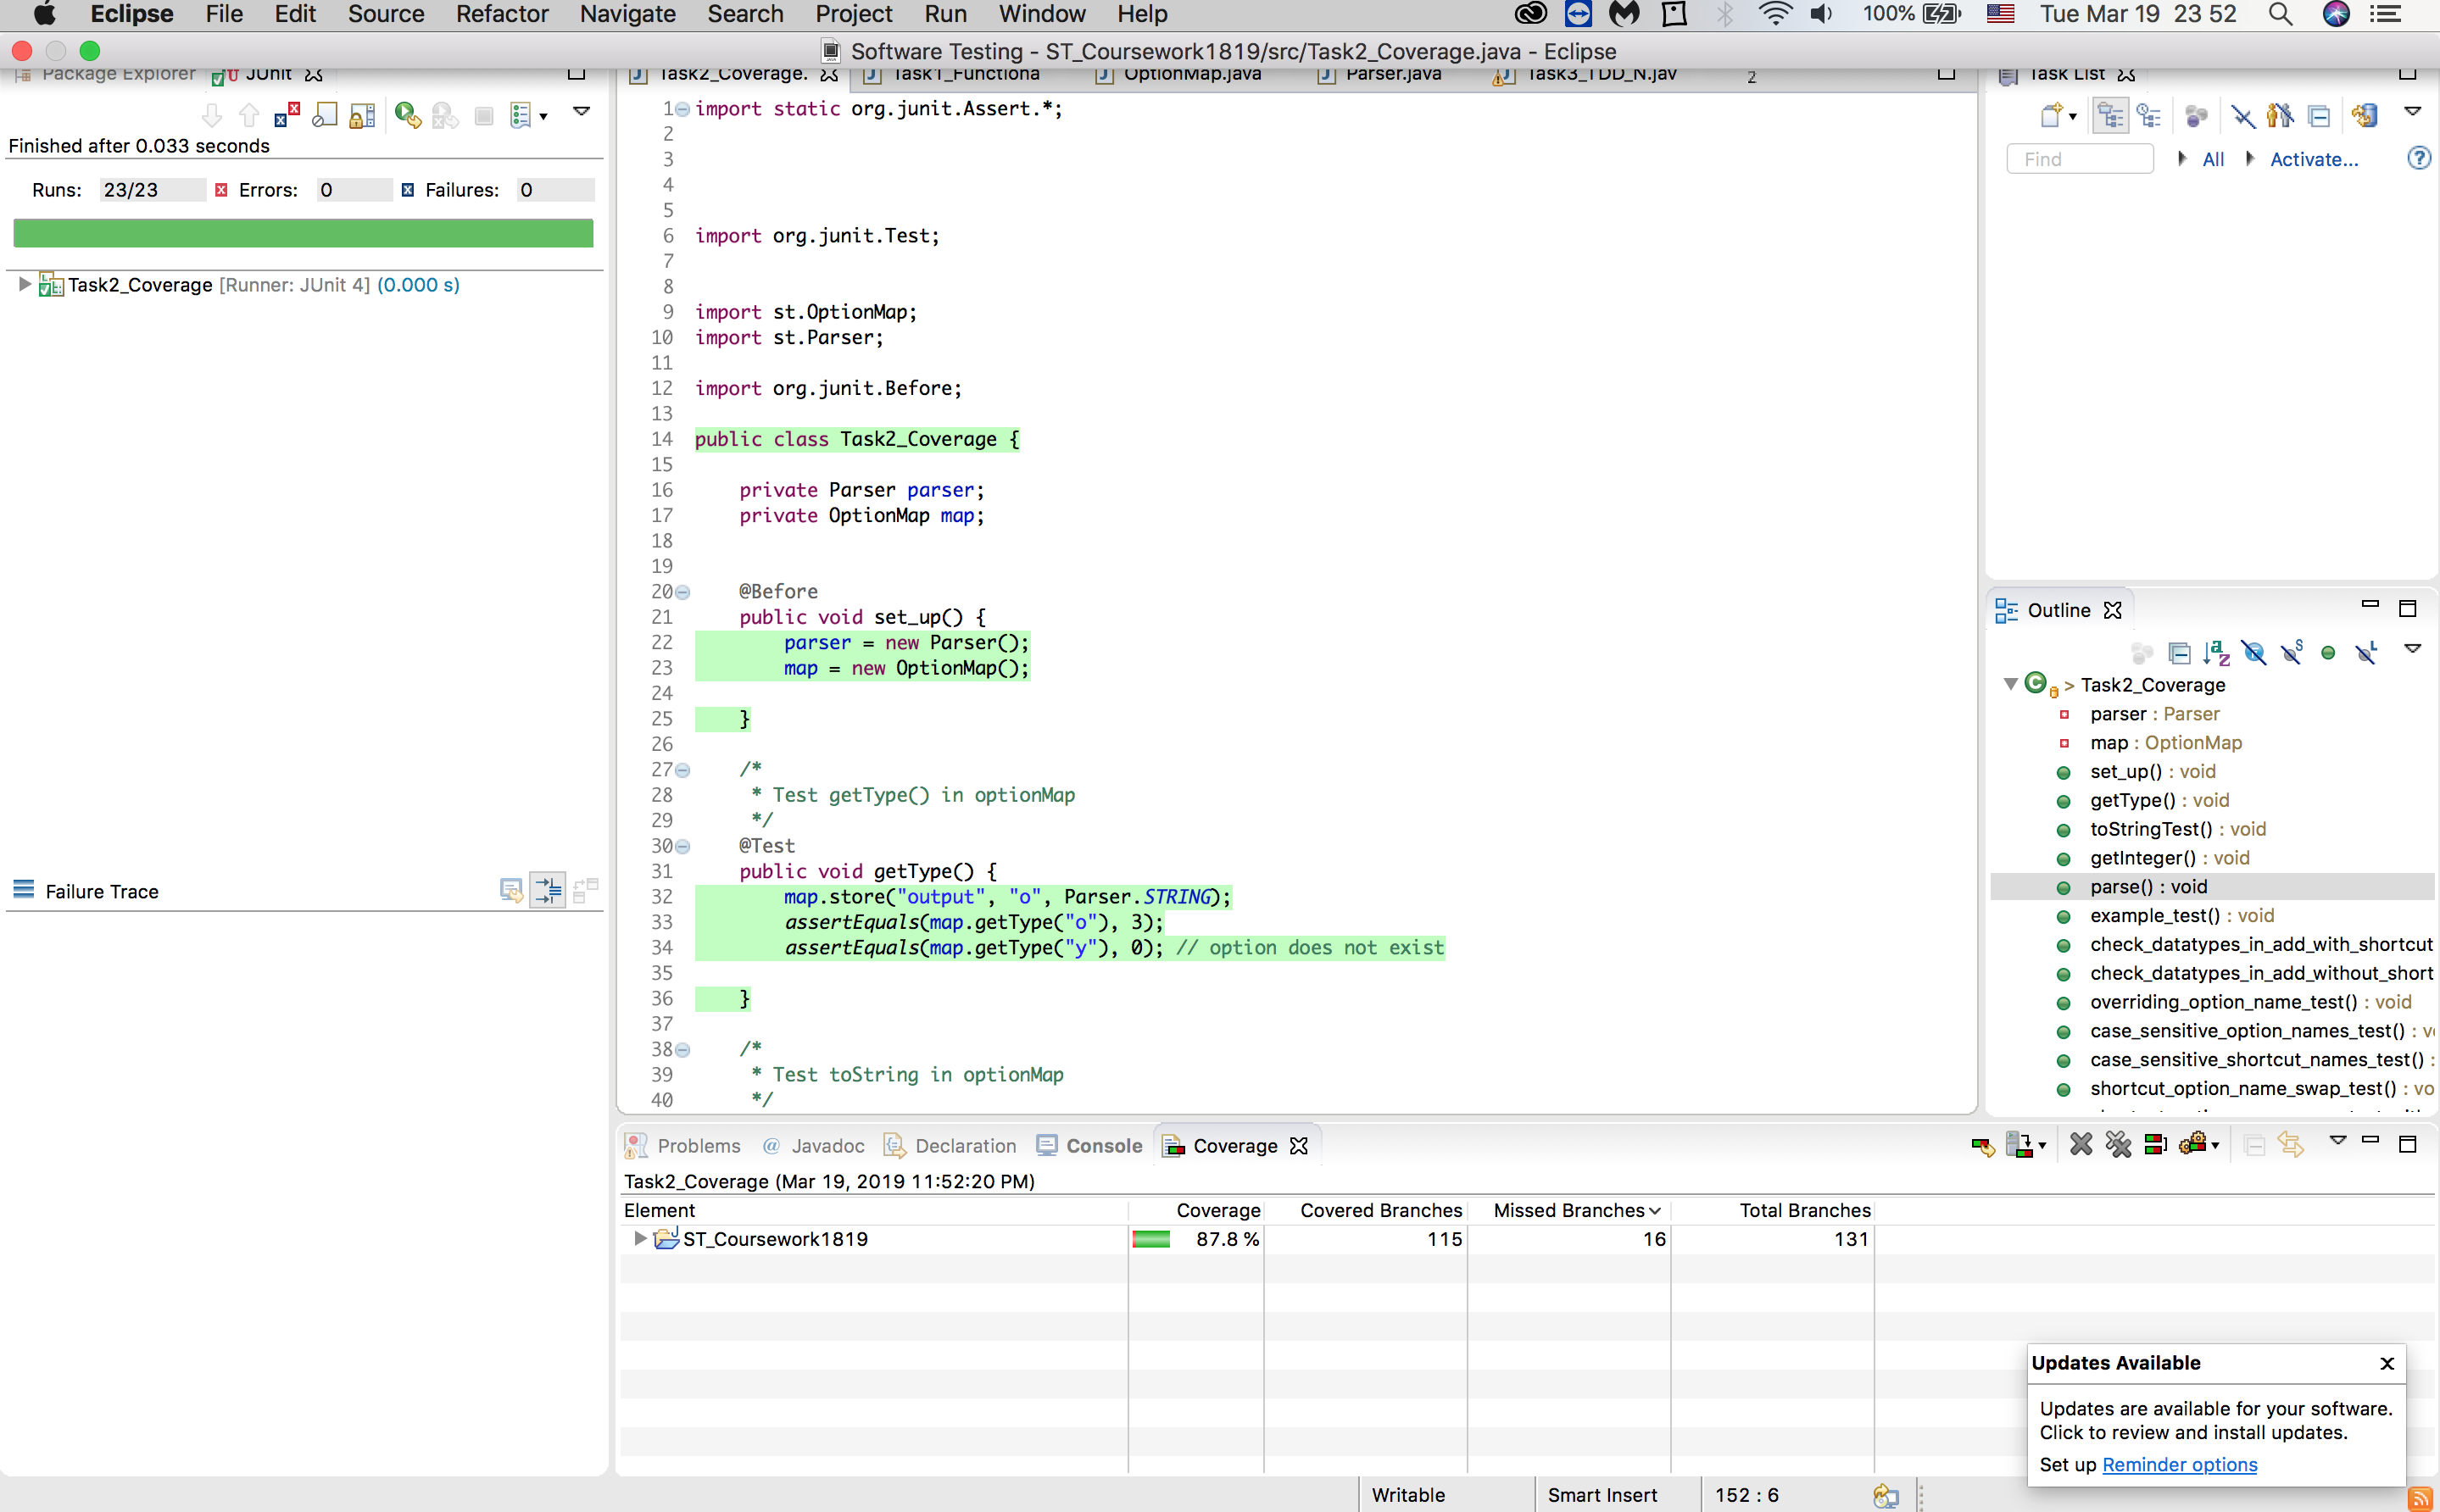 Eclipse File Edit Source Refactor Navigate Search Project Run Window Help 100% Tue Mar 19 23 52
Software Testing - ST_Coursework1819/src/Task2_Coverage.java - Eclipse
Package Explorer JUnit
Finished after 0.033 seconds
Runs: 23/23 Errors: 0 Failures: 0
Task2_Coverage [Runner: JUnit 4] (0.000 s)
Failure Trace
Task2_Coverage. Task1_Functiona OptionMap.java Parser.java Task3_TDD_N.jav 2
1 import static org.junit.Assert.*;
2
3
4
5
6 import org.junit.Test;
7
8
9 import st.OptionMap;
10 import st.Parser;
11
12 import org.junit.Before;
13
14 public class Task2_Coverage {
15
16 private Parser parser;
17 private OptionMap map;
18
19
20 @Before
21 public void set_up() {
22 parser = new Parser();
23 map = new OptionMap();
24
25 }
26
27 /*
28 * Test getType() in optionMap
29 */
30 @Test
31 public void getType() {
32 map.store("output", "o", Parser.STRING);
33 assertEquals(map.getType("o"), 3);
34 assertEquals(map.getType("y"), 0); // option does not exist
35
36 }
37
38 /*
39 * Test toString in optionMap
40 */
Task List
Find All Activate...
Outline
> Task2_Coverage
parser : Parser
map : OptionMap
set_up() : void
getType() : void
toStringTest() : void
getInteger() : void
parse() : void
example_test() : void
check_datatypes_in_add_with_shortcut
check_datatypes_in_add_without_short
overriding_option_name_test() : void
case_sensitive_option_names_test() : v
case_sensitive_shortcut_names_test() :
shortcut_option_name_swap_test() : vo
Problems @ Javadoc Declaration Console Coverage
Task2_Coverage (Mar 19, 2019 11:52:20 PM)
Element Coverage Covered Branches Missed Branches Total Branches
ST_Coursework1819 87.8 % 115 16 131
Updates Available x
Updates are available for your software.
Click to review and install updates.
Set up Reminder options
Writable Smart Insert 152 : 6